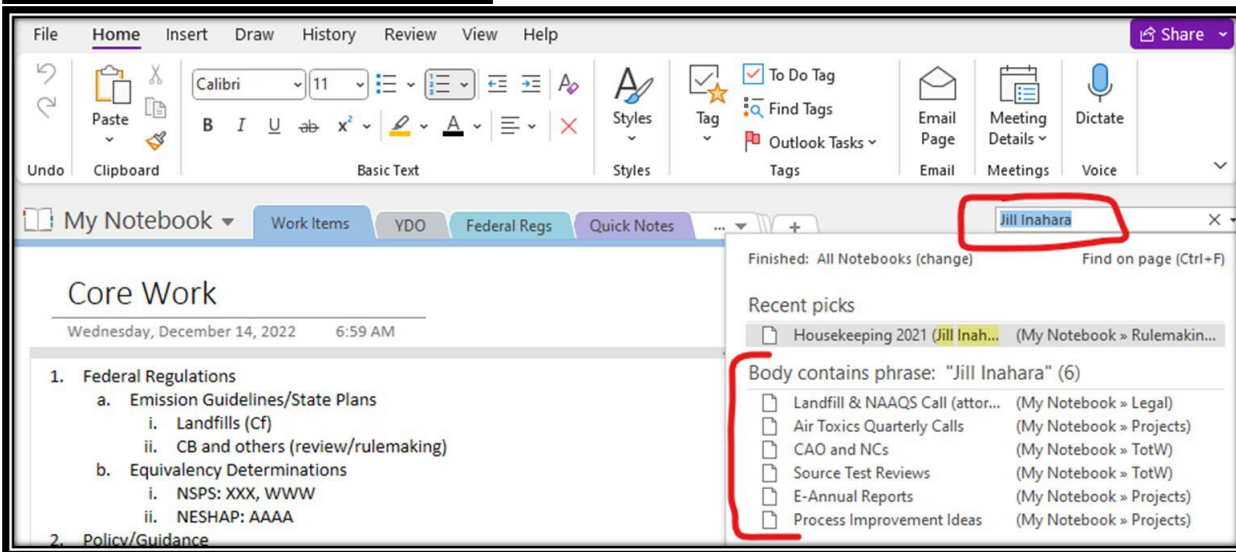 File Home Insert Draw History Review View Help Share
Paste
Calibri 11
B I U ab x²
A
Styles
Tag
To Do Tag
Find Tags
Outlook Tasks
Email Page
Meeting Details
Dictate
Undo Clipboard Basic Text Styles Tags Email Meetings Voice
My Notebook Work Items YDO Federal Regs Quick Notes ... +
Jill Inahara
Core Work
Wednesday, December 14, 2022 6:59 AM
1. Federal Regulations
a. Emission Guidelines/State Plans
i. Landfills (Cf)
ii. CB and others (review/rulemaking)
b. Equivalency Determinations
i. NSPS: XXX, WWW
ii. NESHAP: AAAA
2. Policy/Guidance
Finished: All Notebooks (change) Find on page (Ctrl+F)
Recent picks
Housekeeping 2021 (Jill Inah... (My Notebook » Rulemakin...
Body contains phrase: "Jill Inahara" (6)
Landfill & NAAQS Call (attor... (My Notebook » Legal)
Air Toxics Quarterly Calls (My Notebook » Projects)
CAO and NCs (My Notebook » TotW)
Source Test Reviews (My Notebook » TotW)
E-Annual Reports (My Notebook » Projects)
Process Improvement Ideas (My Notebook » Projects)